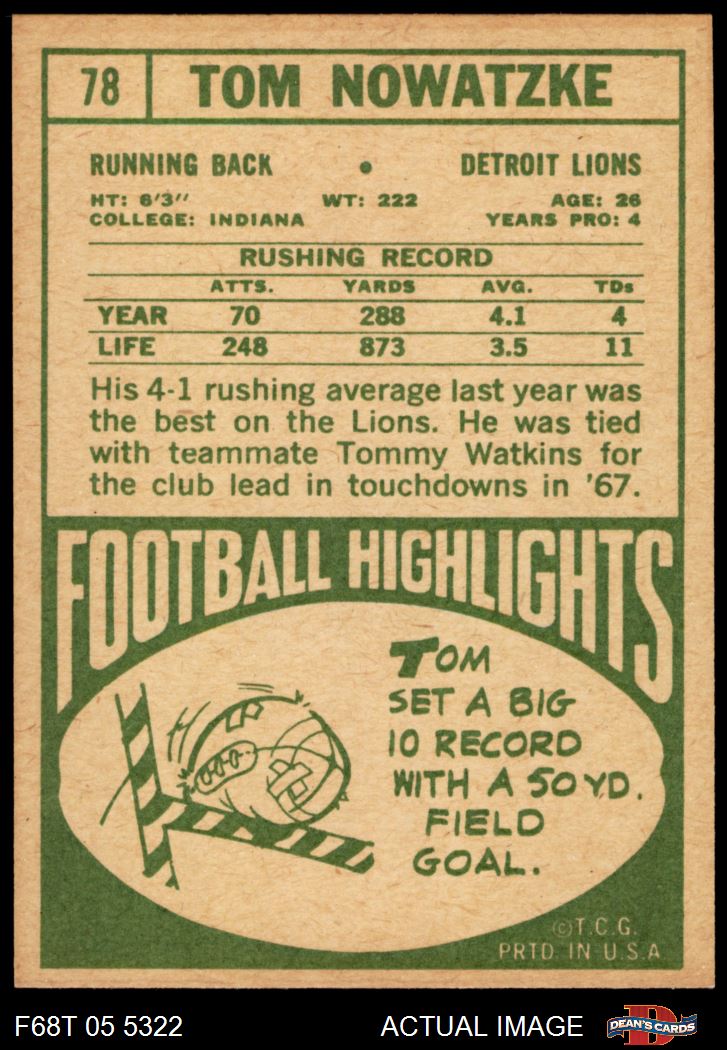 78 TOM NOWATZKE
RUNNING BACK • DETROIT LIONS
HT: 6'3" WT: 222 AGE: 26
COLLEGE: INDIANA YEARS PRO: 4
RUSHING RECORD
ATTS. YARDS AVG. TDs
YEAR 70 288 4.1 4
LIFE 248 873 3.5 11
His 4-1 rushing average last year was
the best on the Lions. He was tied
with teammate Tommy Watkins for
the club lead in touchdowns in '67.
FOOTBALL HIGHLIGHTS
TOM
SET A BIG
10 RECORD
WITH A 50 YD.
FIELD
GOAL.
©T.C.G.
PRTD. IN U.S.A
F68T 05 5322 ACTUAL IMAGE D DEAN'S CARDS